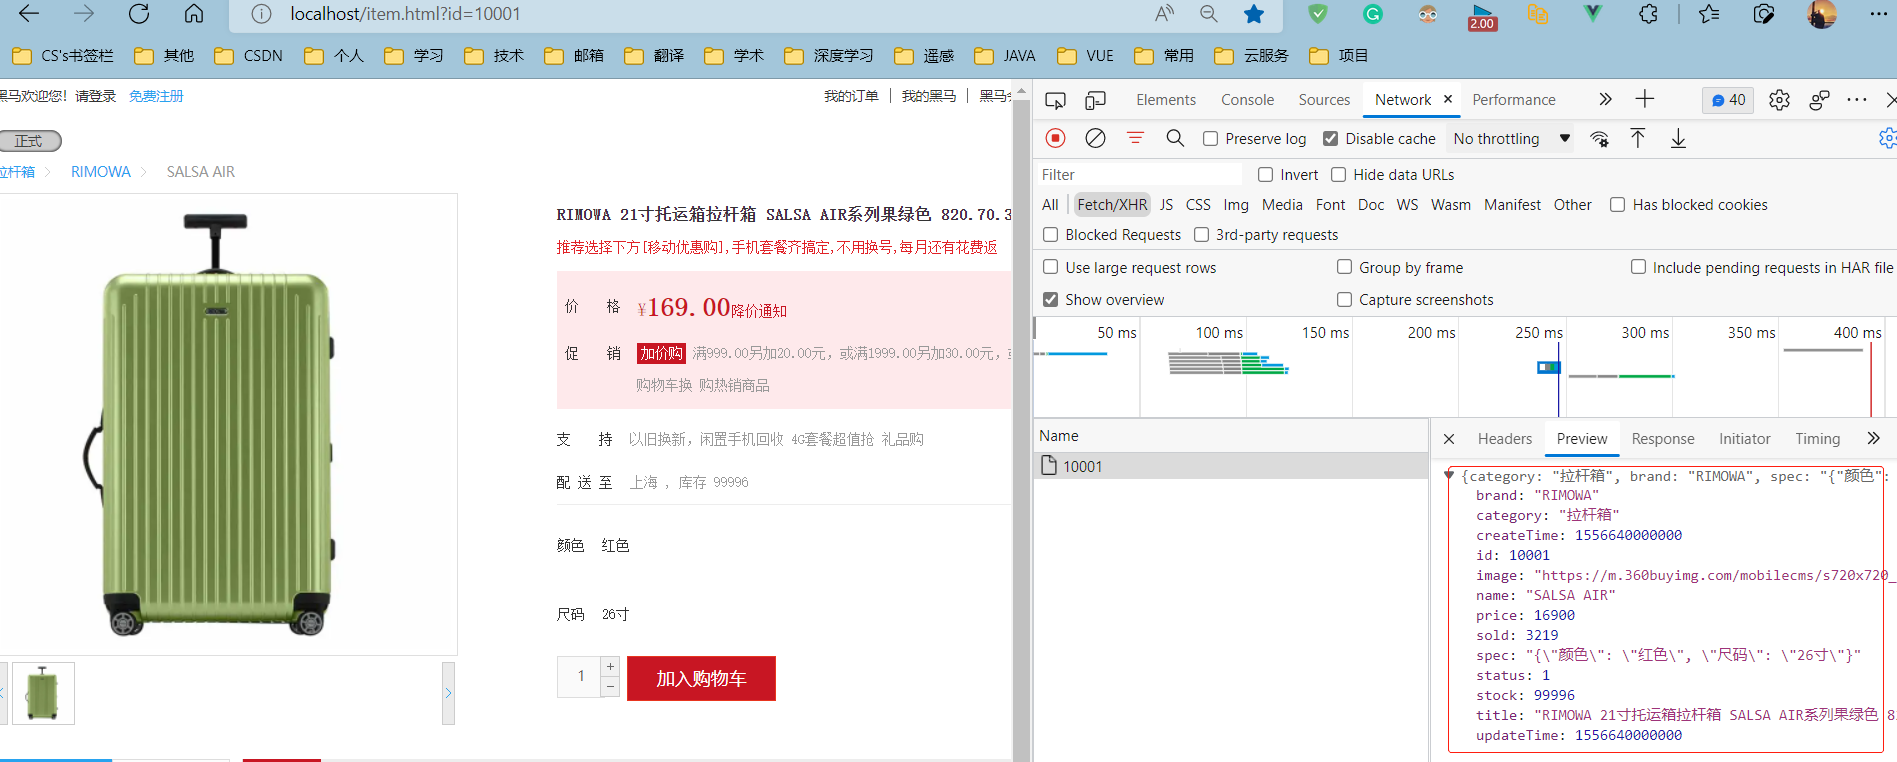 localhost/item.html?id=10001
2.00
CS's书签栏 其他 CSDN 个人 学习 技术 邮箱 翻译 学术 深度学习 遥感 JAVA VUE 常用 云服务 项目
黑马欢迎您！请登录 免费注册
我的订单 | 我的黑马 | 黑马
正式
拉杆箱 RIMOWA SALSA AIR
RIMOWA 21寸托运箱拉杆箱 SALSA AIR系列果绿色 820.70.3
推荐选择下方[移动优惠购],手机套餐齐搞定,不用换号,每月还有花费返
价 格 ¥169.00降价通知
促 销 加价购 满999.00另加20.00元，或满1999.00另加30.00元，
购物车换 购热销商品
支 持 以旧换新，闲置手机回收 4G套餐超值抢 礼品购
配 送 至 上海 ，库存 99996
颜色 红色
尺码 26寸
1 + −
加入购物车
Elements Console Sources Network × Performance 40
Preserve log Disable cache No throttling
Filter Invert Hide data URLs
All Fetch/XHR JS CSS Img Media Font Doc WS Wasm Manifest Other Has blocked cookies
Blocked Requests 3rd-party requests
Use large request rows Group by frame Include pending requests in HAR file
Show overview Capture screenshots
50 ms 100 ms 150 ms 200 ms 250 ms 300 ms 350 ms 400 ms
Name
10001
Headers Preview Response Initiator Timing
{category: "拉杆箱", brand: "RIMOWA", spec: "{"颜色":
brand: "RIMOWA"
category: "拉杆箱"
createTime: 1556640000000
id: 10001
image: "https://m.360buyimg.com/mobilecms/s720x720_
name: "SALSA AIR"
price: 16900
sold: 3219
spec: "{\"颜色\": \"红色\", \"尺码\": \"26寸\"}"
status: 1
stock: 99996
title: "RIMOWA 21寸托运箱拉杆箱 SALSA AIR系列果绿色 8
updateTime: 1556640000000